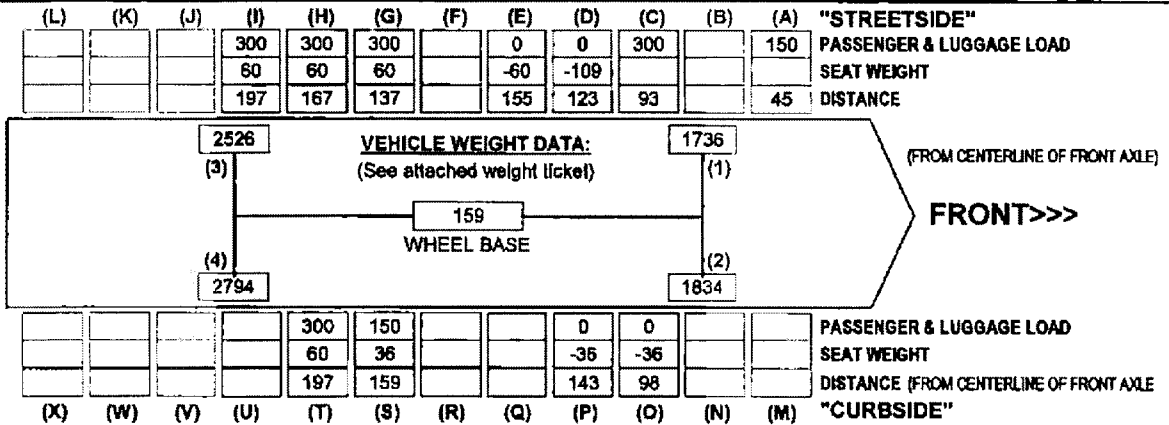 (L) (K) (J) (I) (H) (G) (F) (E) (D) (C) (B) (A) "STREETSIDE"
300 300 300 0 0 300 150 PASSENGER & LUGGAGE LOAD
60 60 60 -60 -109 SEAT WEIGHT
197 167 137 155 123 93 45 DISTANCE
2526 VEHICLE WEIGHT DATA: 1736 (FROM CENTERLINE OF FRONT AXLE)
(3) (See attached weight ticket) (1)
159 FRONT>>>
WHEEL BASE
(4) (2)
2794 1834
300 150 0 0 PASSENGER & LUGGAGE LOAD
60 36 -36 -36 SEAT WEIGHT
197 159 143 98 DISTANCE (FROM CENTERLINE OF FRONT AXLE
(X) (W) (V) (U) (T) (S) (R) (Q) (P) (O) (N) (M) "CURBSIDE"